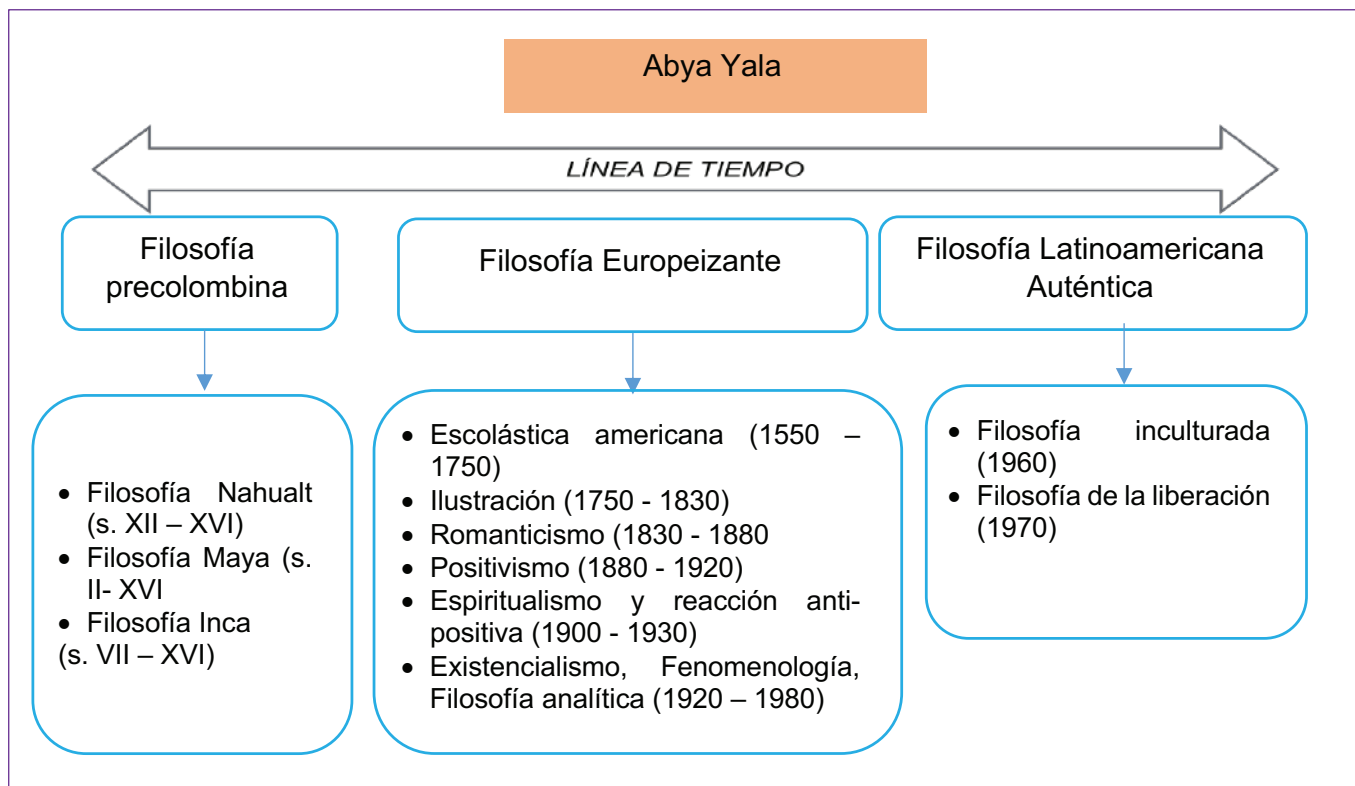 Abya Yala
LÍNEA DE TIEMPO
Filosofía
precolombina
Filosofía Europeizante
Filosofía Latinoamericana
Auténtica
• Filosofía Nahualt
(s. XII – XVI)
• Filosofía Maya (s.
II- XVI
• Filosofía Inca
(s. VII – XVI)
• Escolástica americana (1550 –
1750)
• Ilustración (1750 - 1830)
• Romanticismo (1830 - 1880
• Positivismo (1880 - 1920)
• Espiritualismo y reacción anti-
positiva (1900 - 1930)
• Existencialismo, Fenomenología,
Filosofía analítica (1920 – 1980)
• Filosofía inculturada
(1960)
• Filosofía de la liberación
(1970)